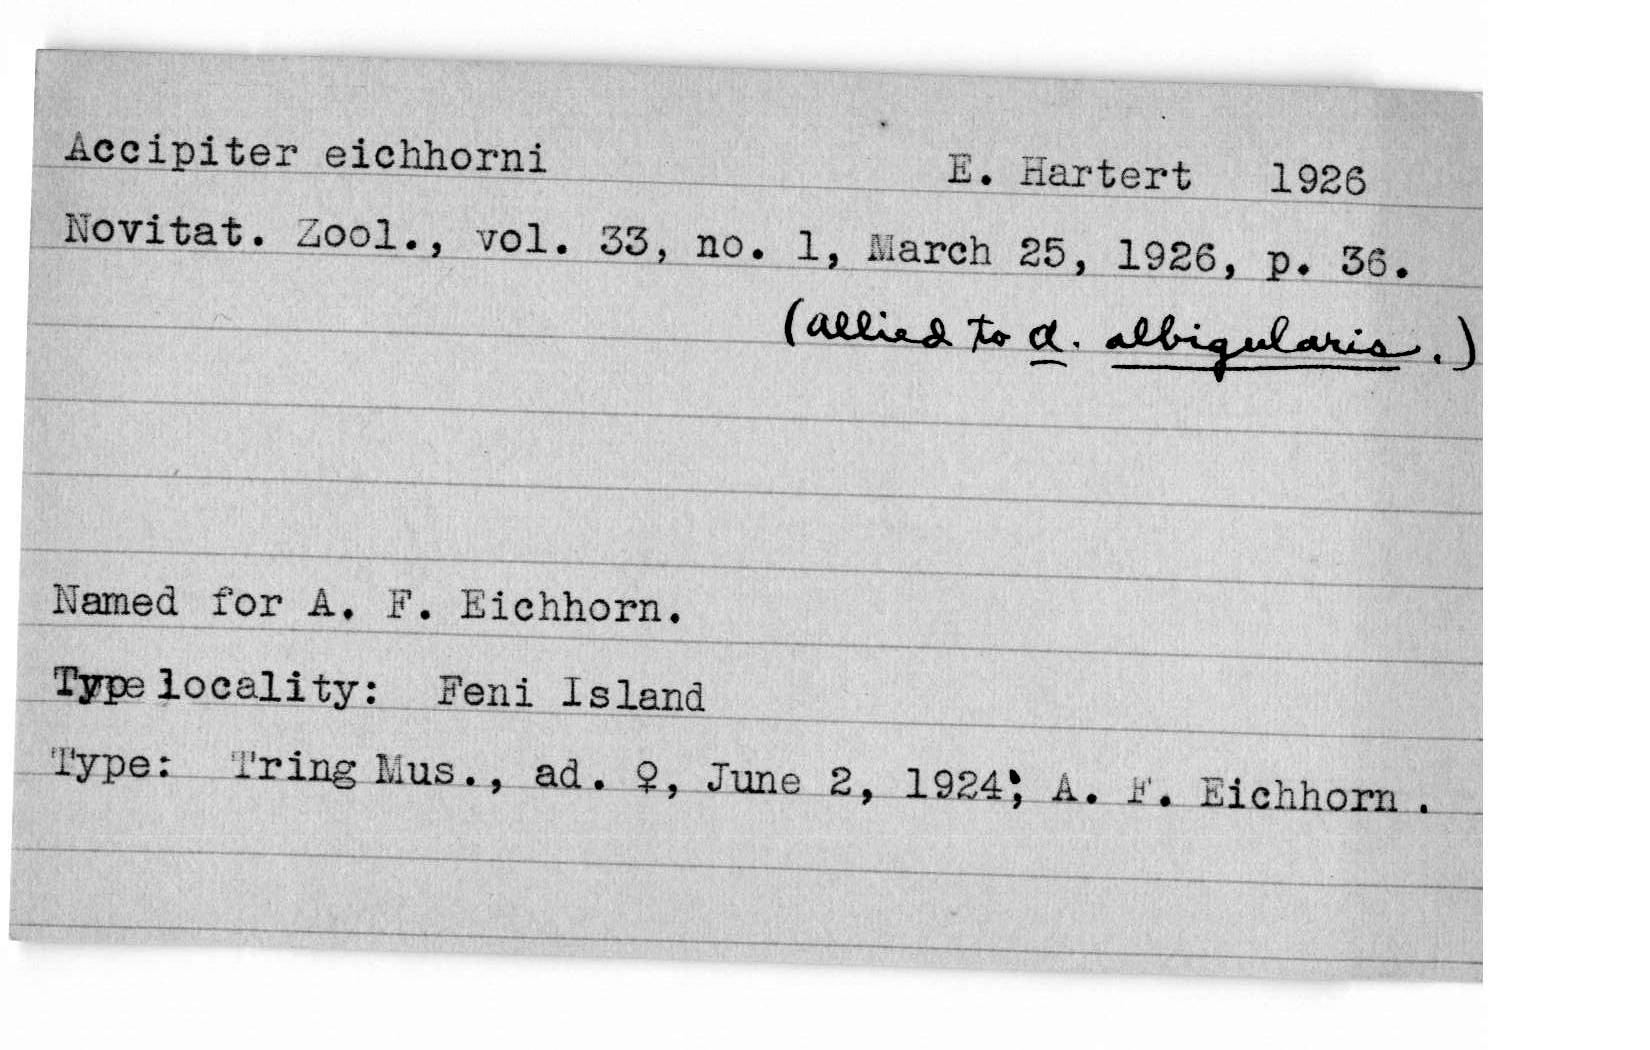 Accipiter eichhorni E. Hartert 1926
Novitat. Zool., vol. 33, no. 1, March 25, 1926, p. 36.
(allied to A. albigularis.)
Named for A. F. Eichhorn.
Type locality: Feni Island
Type: Tring Mus., ad. ♀, June 2, 1924; A. F. Eichhorn.